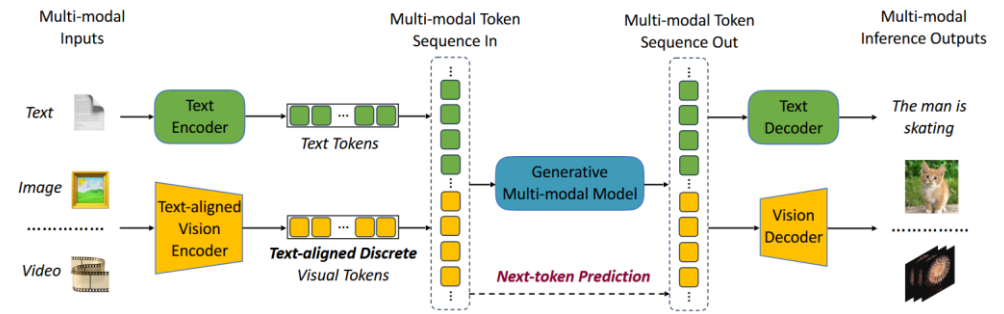 Multi-modal
Inputs
Multi-modal Token
Sequence In
Multi-modal Token
Sequence Out
Multi-modal
Inference Outputs
Text
Text
Encoder
Text Tokens
Text
Decoder
The man is
skating
Image
Video
Text-aligned
Vision
Encoder
Text-aligned Discrete
Visual Tokens
Generative
Multi-modal Model
Next-token Prediction
Vision
Decoder